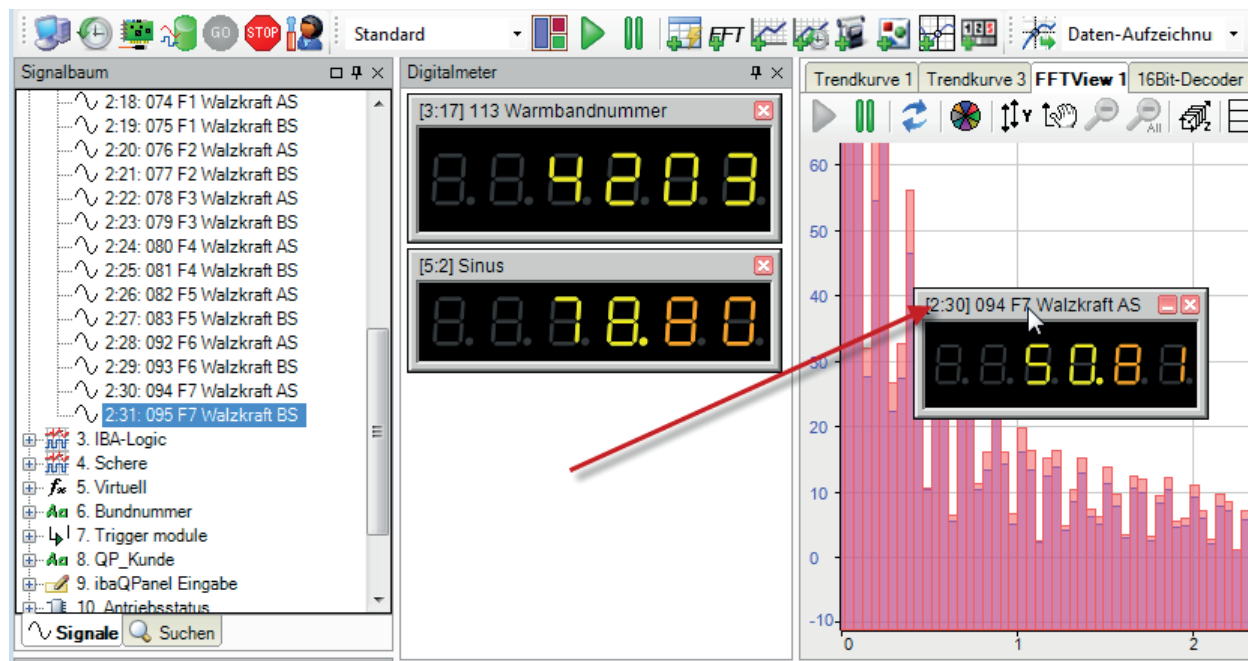 GO STOP Standard FFT Daten-Aufzeichnu
Signalbaum
2:18: 074 F1 Walzkraft AS
2:19: 075 F1 Walzkraft BS
2:20: 076 F2 Walzkraft AS
2:21: 077 F2 Walzkraft BS
2:22: 078 F3 Walzkraft AS
2:23: 079 F3 Walzkraft BS
2:24: 080 F4 Walzkraft AS
2:25: 081 F4 Walzkraft BS
2:26: 082 F5 Walzkraft AS
2:27: 083 F5 Walzkraft BS
2:28: 092 F6 Walzkraft AS
2:29: 093 F6 Walzkraft BS
2:30: 094 F7 Walzkraft AS
2:31: 095 F7 Walzkraft BS
3. IBA-Logic
4. Schere
fx 5. Virtuell
Aa 6. Bundnummer
7. Trigger module
Aa 8. QP_Kunde
9. ibaQPanel Eingabe
10. Antriebsstatus
Signale Suchen
Digitalmeter
[3:17] 113 Warmbandnummer
4203
[5:2] Sinus
78.80
Trendkurve 1 Trendkurve 3 FFTView 1 16Bit-Decoder
Y All z
60
50
40
30
20
10
0
-10
0 1 2
[2:30] 094 F7 Walzkraft AS
50.81